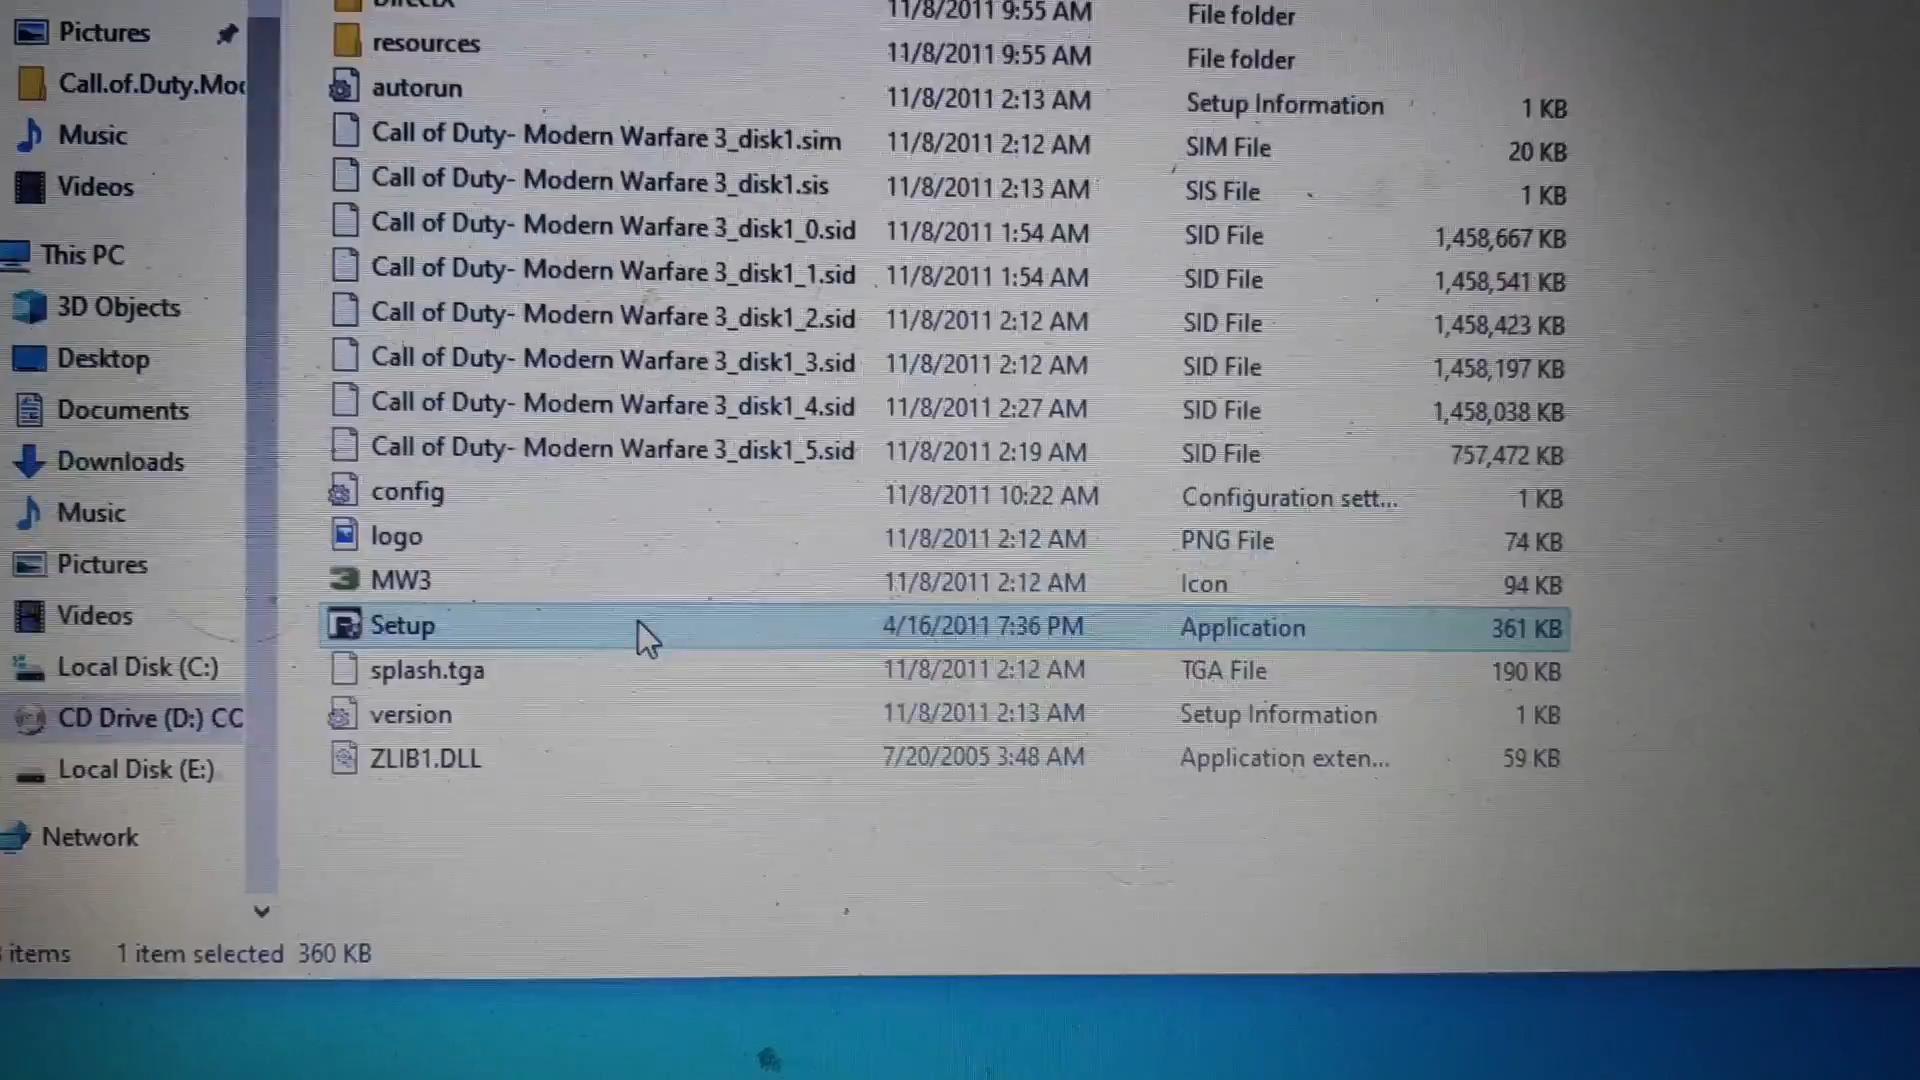 Pictures
Call.of.Duty.Mod
Music
Videos
This PC
3D Objects
Desktop
Documents
Downloads
Music
Pictures
Videos
Local Disk (C:)
CD Drive (D:) CC
Local Disk (E:)
Network
DirectX 11/8/2011 9:55 AM File folder
resources 11/8/2011 9:55 AM File folder
autorun 11/8/2011 2:13 AM Setup Information 1 KB
Call of Duty- Modern Warfare 3_disk1.sim 11/8/2011 2:12 AM SIM File 20 KB
Call of Duty- Modern Warfare 3_disk1.sis 11/8/2011 2:13 AM SIS File 1 KB
Call of Duty- Modern Warfare 3_disk1_0.sid 11/8/2011 1:54 AM SID File 1,458,667 KB
Call of Duty- Modern Warfare 3_disk1_1.sid 11/8/2011 1:54 AM SID File 1,458,541 KB
Call of Duty- Modern Warfare 3_disk1_2.sid 11/8/2011 2:12 AM SID File 1,458,423 KB
Call of Duty- Modern Warfare 3_disk1_3.sid 11/8/2011 2:12 AM SID File 1,458,197 KB
Call of Duty- Modern Warfare 3_disk1_4.sid 11/8/2011 2:27 AM SID File 1,458,038 KB
Call of Duty- Modern Warfare 3_disk1_5.sid 11/8/2011 2:19 AM SID File 757,472 KB
config 11/8/2011 10:22 AM Configuration sett... 1 KB
logo 11/8/2011 2:12 AM PNG File 74 KB
MW3 11/8/2011 2:12 AM Icon 94 KB
Setup 4/16/2011 7:36 PM Application 361 KB
splash.tga 11/8/2011 2:12 AM TGA File 190 KB
version 11/8/2011 2:13 AM Setup Information 1 KB
ZLIB1.DLL 7/20/2005 3:48 AM Application exten... 59 KB
items 1 item selected 360 KB